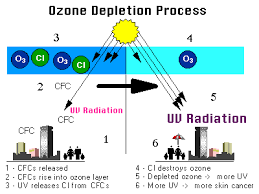 Ozone Depletion Process
3
4
O3
Cl
O3
Cl
O3
2
CFC
CFC
UV Radiation
UV Radiation
CFC
1
5
6
1 - CFCs released
2 - CFCs rise into ozone layer
3 - UV releases Cl from CFCs
4 - Cl destroys ozone
5 - Depleted ozone -> more UV
6 - More UV -> more skin cancer